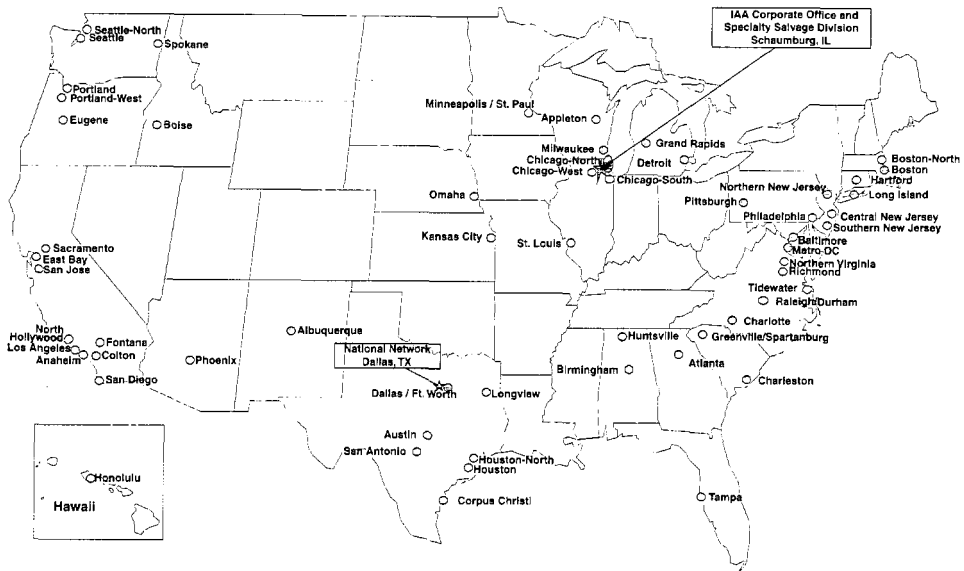 IAA Corporate Office and
Specialty Salvage Division
Schaumburg, IL
Seattle-North
Seattle
Spokane
Portland
Portland-West
Eugene
Boise
Minneapolis / St. Paul
Appleton
Milwaukee
Grand Rapids
Chicago-North
Detroit
Chicago-West
Chicago-South
Boston-North
Boston
Hartford
Long Island
Northern New Jersey
Pittsburgh
Philadelphia
Central New Jersey
Southern New Jersey
Omaha
Kansas City
St. Louis
Baltimore
Metro-DC
Northern Virginia
Richmond
Tidewater
Raleigh/Durham
Sacramento
East Bay
San Jose
North
Hollywood
Los Angeles
Anaheim
Fontana
Colton
San Diego
Phoenix
Albuquerque
National Network
Dallas, TX
Dallas / Ft. Worth
Longview
Huntsville
Charlotte
Greenville/Spartanburg
Birmingham
Atlanta
Charleston
Austin
San Antonio
Houston-North
Houston
Corpus Christi
Tampa
Honolulu
Hawaii